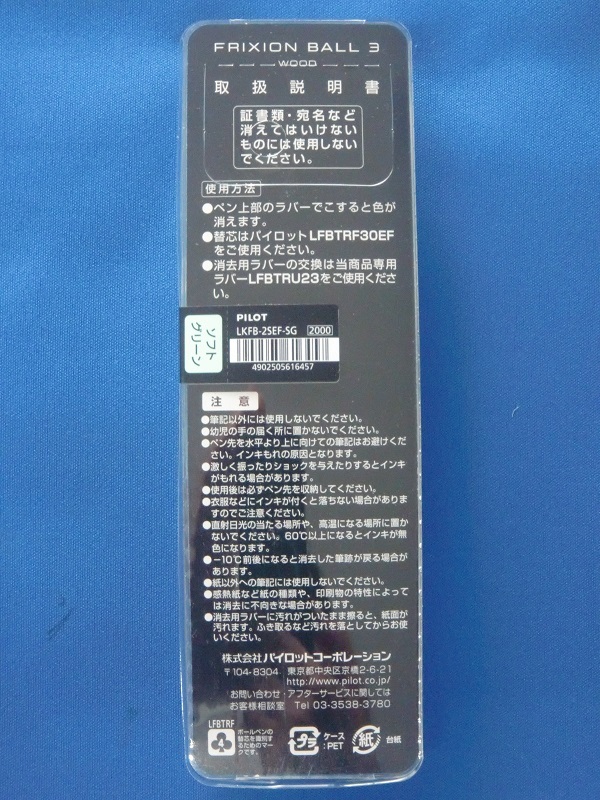 FRIXION BALL 3
WOOD
取扱説明書
証書類・宛名など
消えてはいけない
ものには使用しない
でください。
使用方法
●ペン上部のラバーでこすると色が
消えます。
●替芯はパイロットLFBTRF30EF
をご使用ください。
●消去用ラバーの交換は当商品専用
ラバーLFBTRU23をご使用くださ
い。
ソフト
グリーン
PILOT
LKFB-2SEF-SG 2000
4902505616457
注 意
●筆記以外には使用しないでください。
●幼児の手の届く所に置かないでください。
●ペン先を水平より上に向けての筆記はお避けくだ
さい。インキもれの原因となります。
●激しく振ったりショックを与えたりするとインキ
がもれる場合があります。
●使用後は必ずペン先を収納してください。
●衣服などにインキが付くと落ちない場合がありま
すのでご注意ください。
●直射日光の当たる場所や、高温になる場所に置か
ないでください。60℃以上になるとインキが無
色になります。
●−10℃前後になると消去した筆跡が戻る場合が
あります。
●紙以外への筆記には使用しないでください。
●感熱紙など紙の種類や、印刷物の特性によって
は消去に不向きな場合があります。
●消去用ラバーに汚れがついたまま擦ると、紙面が
汚れます。ふき取るなど汚れを落としてからお使
いください。
株式会社パイロットコーポレーション
〒104-8304 東京都中央区京橋2-6-21
http://www.pilot.co.jp/
お問い合わせ・アフターサービスに関しては
お客様相談室 Tel 03-3538-3780
LFBTRF
4
ボールペンの
替芯を識別す
るためのマー
クです。
プラ
ケース
:PET
紙
台紙